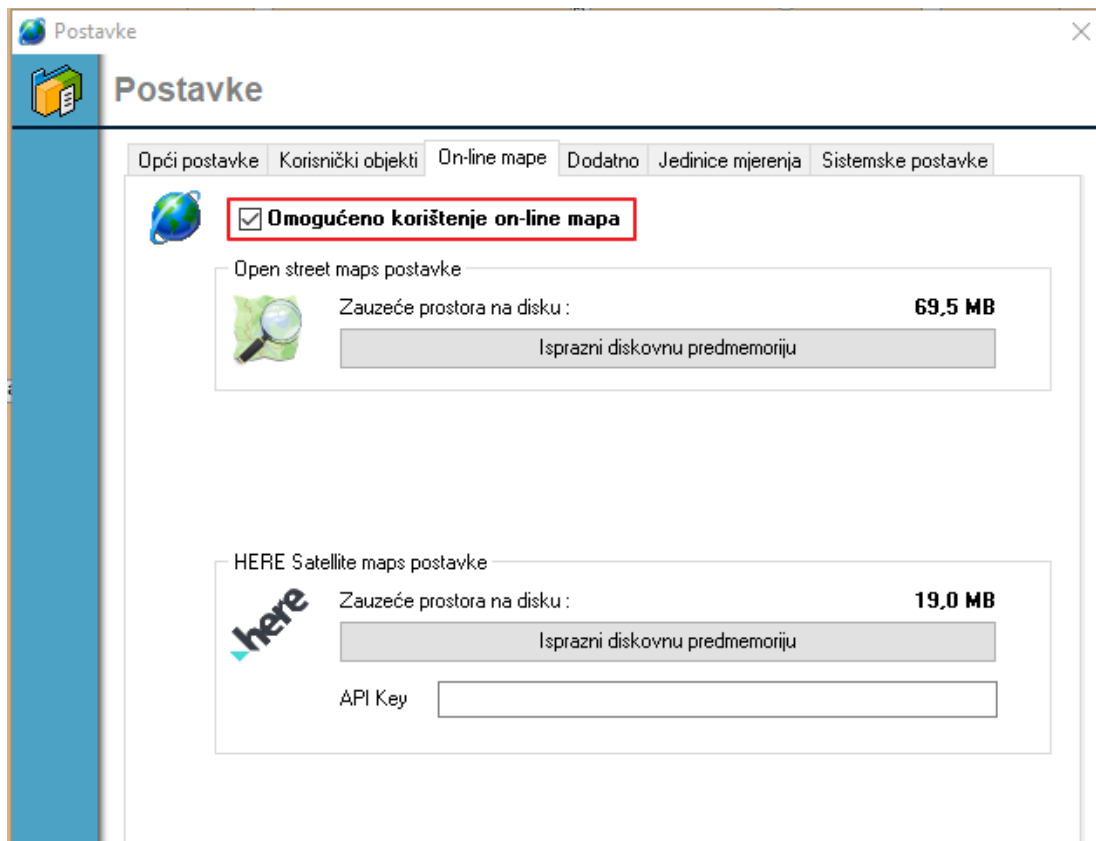 Postavke
Postavke
Opći postavke Korisnički objekti On-line mape Dodatno Jedinice mjerenja Sistemske postavke
Omogućeno korištenje on-line mapa
Open street maps postavke
Zauzeće prostora na disku : 69,5 MB
Isprazni diskovnu predmemoriju
HERE Satellite maps postavke
here
Zauzeće prostora na disku : 19,0 MB
Isprazni diskovnu predmemoriju
API Key